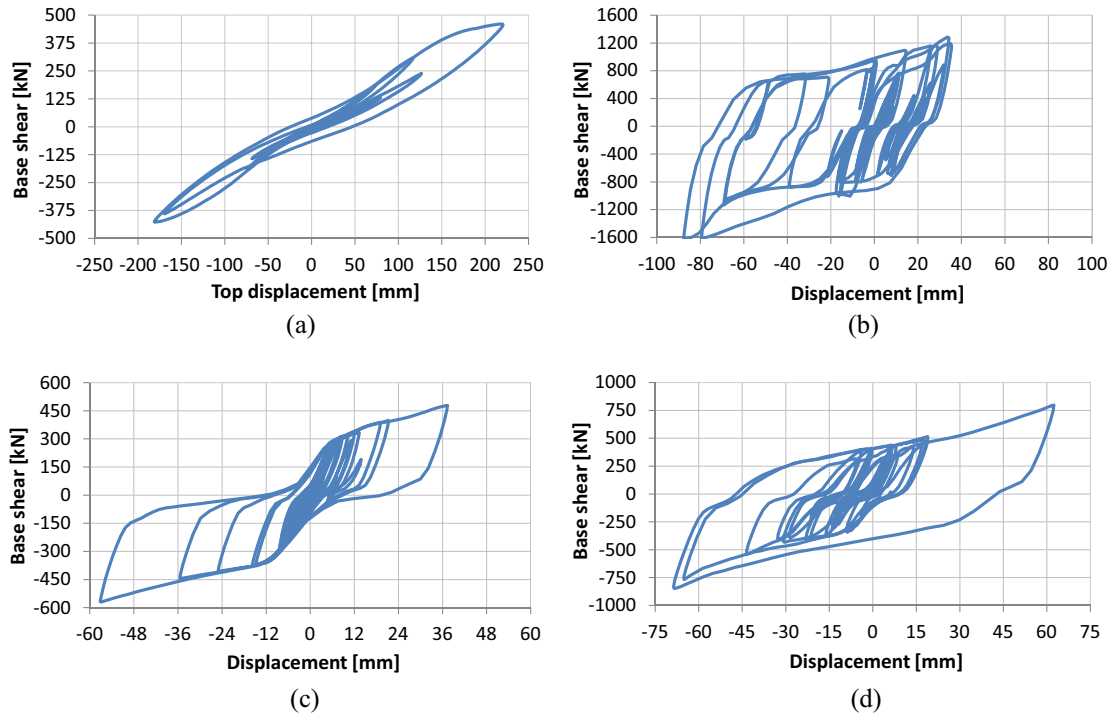 500
375
250
125
0
-125
-250
-375
-500
Base shear [kN]
-250 -200 -150 -100 -50 0 50 100 150 200 250
Top displacement [mm]
(a)
1600
1200
800
400
0
-400
-800
-1200
-1600
Base shear [kN]
-100 -80 -60 -40 -20 0 20 40 60 80 100
Displacement [mm]
(b)
600
450
300
150
0
-150
-300
-450
-600
Base shear [kN]
-60 -48 -36 -24 -12 0 12 24 36 48 60
Displacement [mm]
(c)
1000
750
500
250
0
-250
-500
-750
-1000
Base shear [kN]
-75 -60 -45 -30 -15 0 15 30 45 60 75
Displacement [mm]
(d)